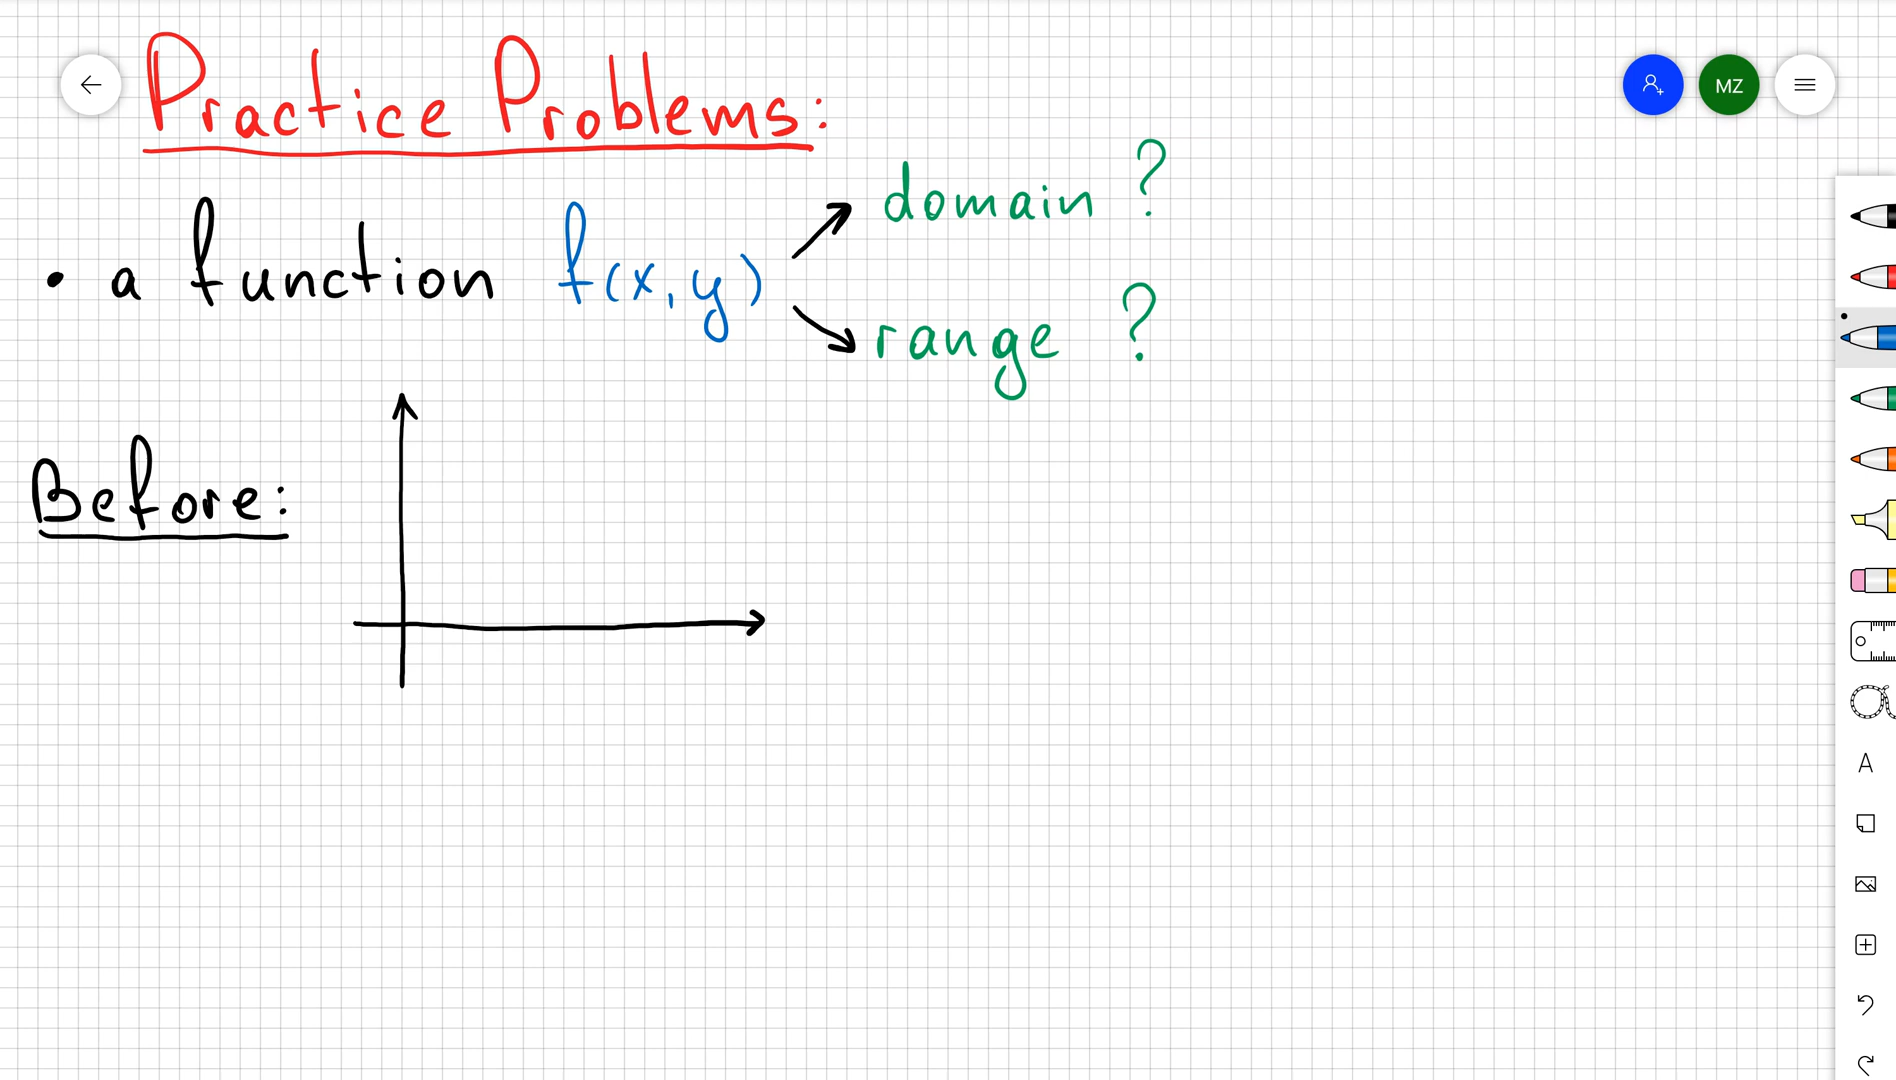 Practice Problems:
MZ
domain ?
• a function f(x,y)
range ?
Before:
A